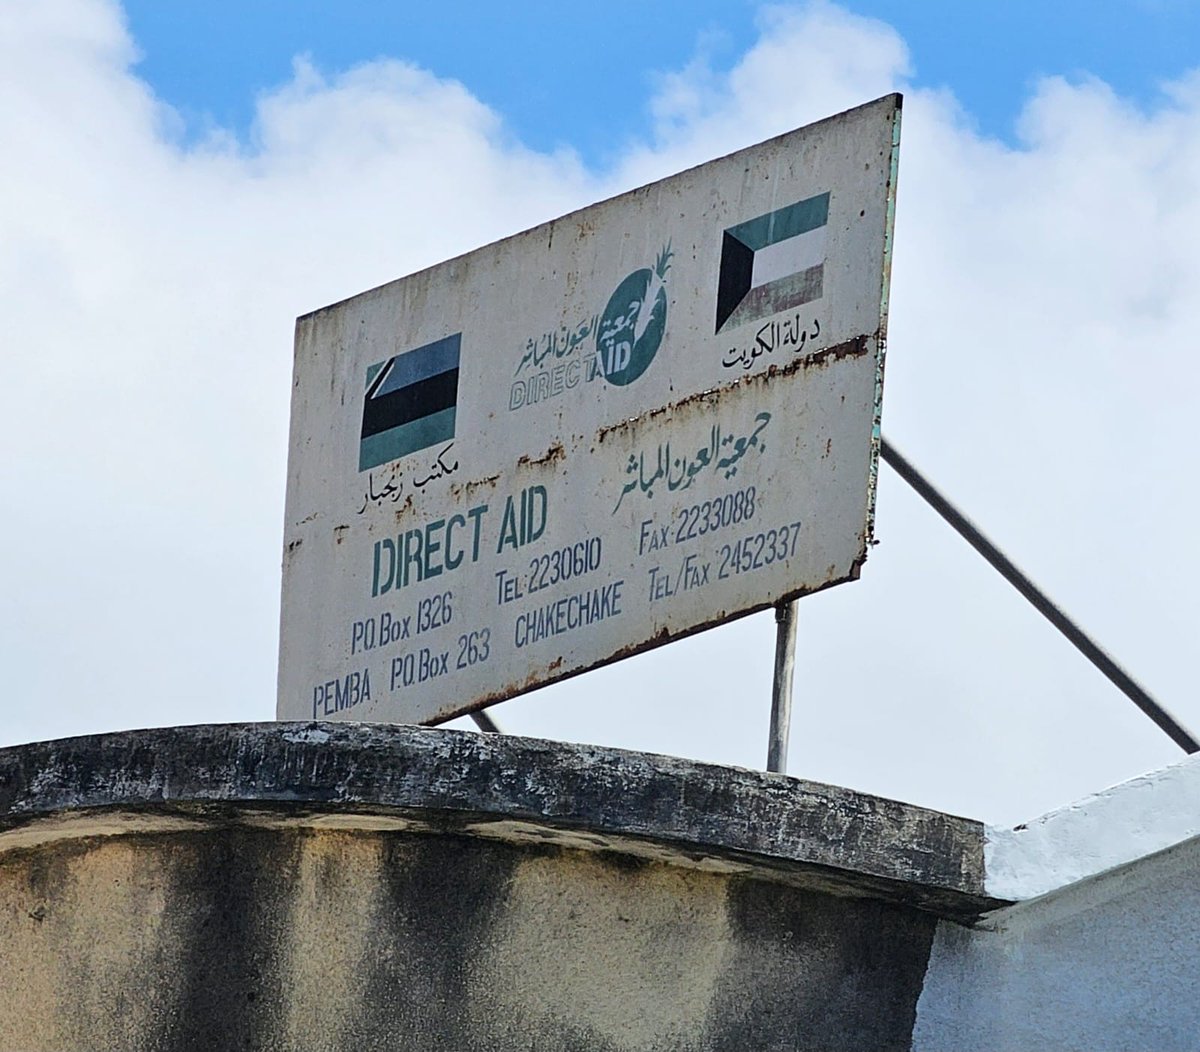 جمعية العون المباشر
DIRECT AID
دولة الكويت
مكتب زنجبار
جمعية العون المباشر
DIRECT AID
P.O. Box 1326 TEL: 2230610 FAX: 2233088
PEMBA P.O. Box 263 CHAKECHAKE TEL/FAX 2452337